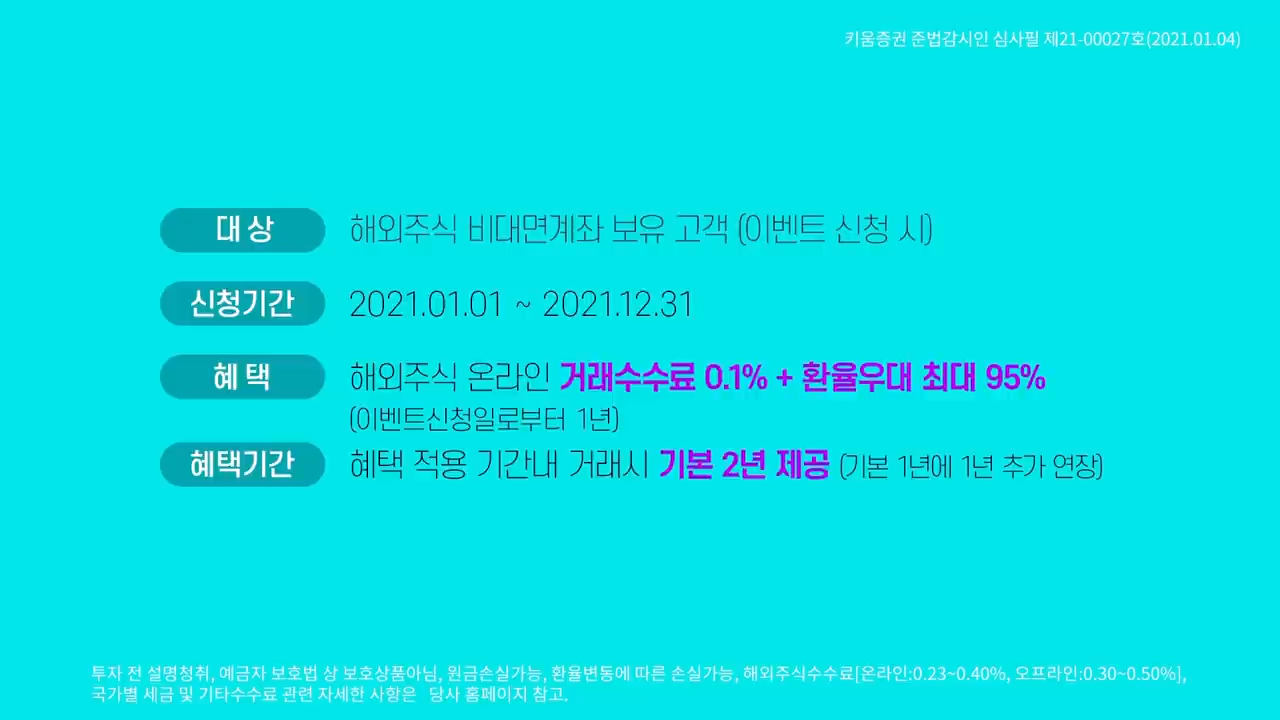 키움증권 준법감시인 심사필 제21-00027호(2021.01.04)
대 상 해외주식 비대면계좌 보유 고객 (이벤트 신청 시)
신청기간 2021.01.01 ~ 2021.12.31
혜 택 해외주식 온라인 거래수수료 0.1% + 환율우대 최대 95%
(이벤트신청일로부터 1년)
혜택기간 혜택 적용 기간내 거래시 기본 2년 제공 (기본 1년에 1년 추가 연장)
투자 전 설명청취, 예금자 보호법 상 보호상품아님, 원금손실가능, 환율변동에 따른 손실가능, 해외주식수수료[온라인:0.23~0.40%, 오프라인:0.30~0.50%],
국가별 세금 및 기타수수료 관련 자세한 사항은 당사 홈페이지 참고.